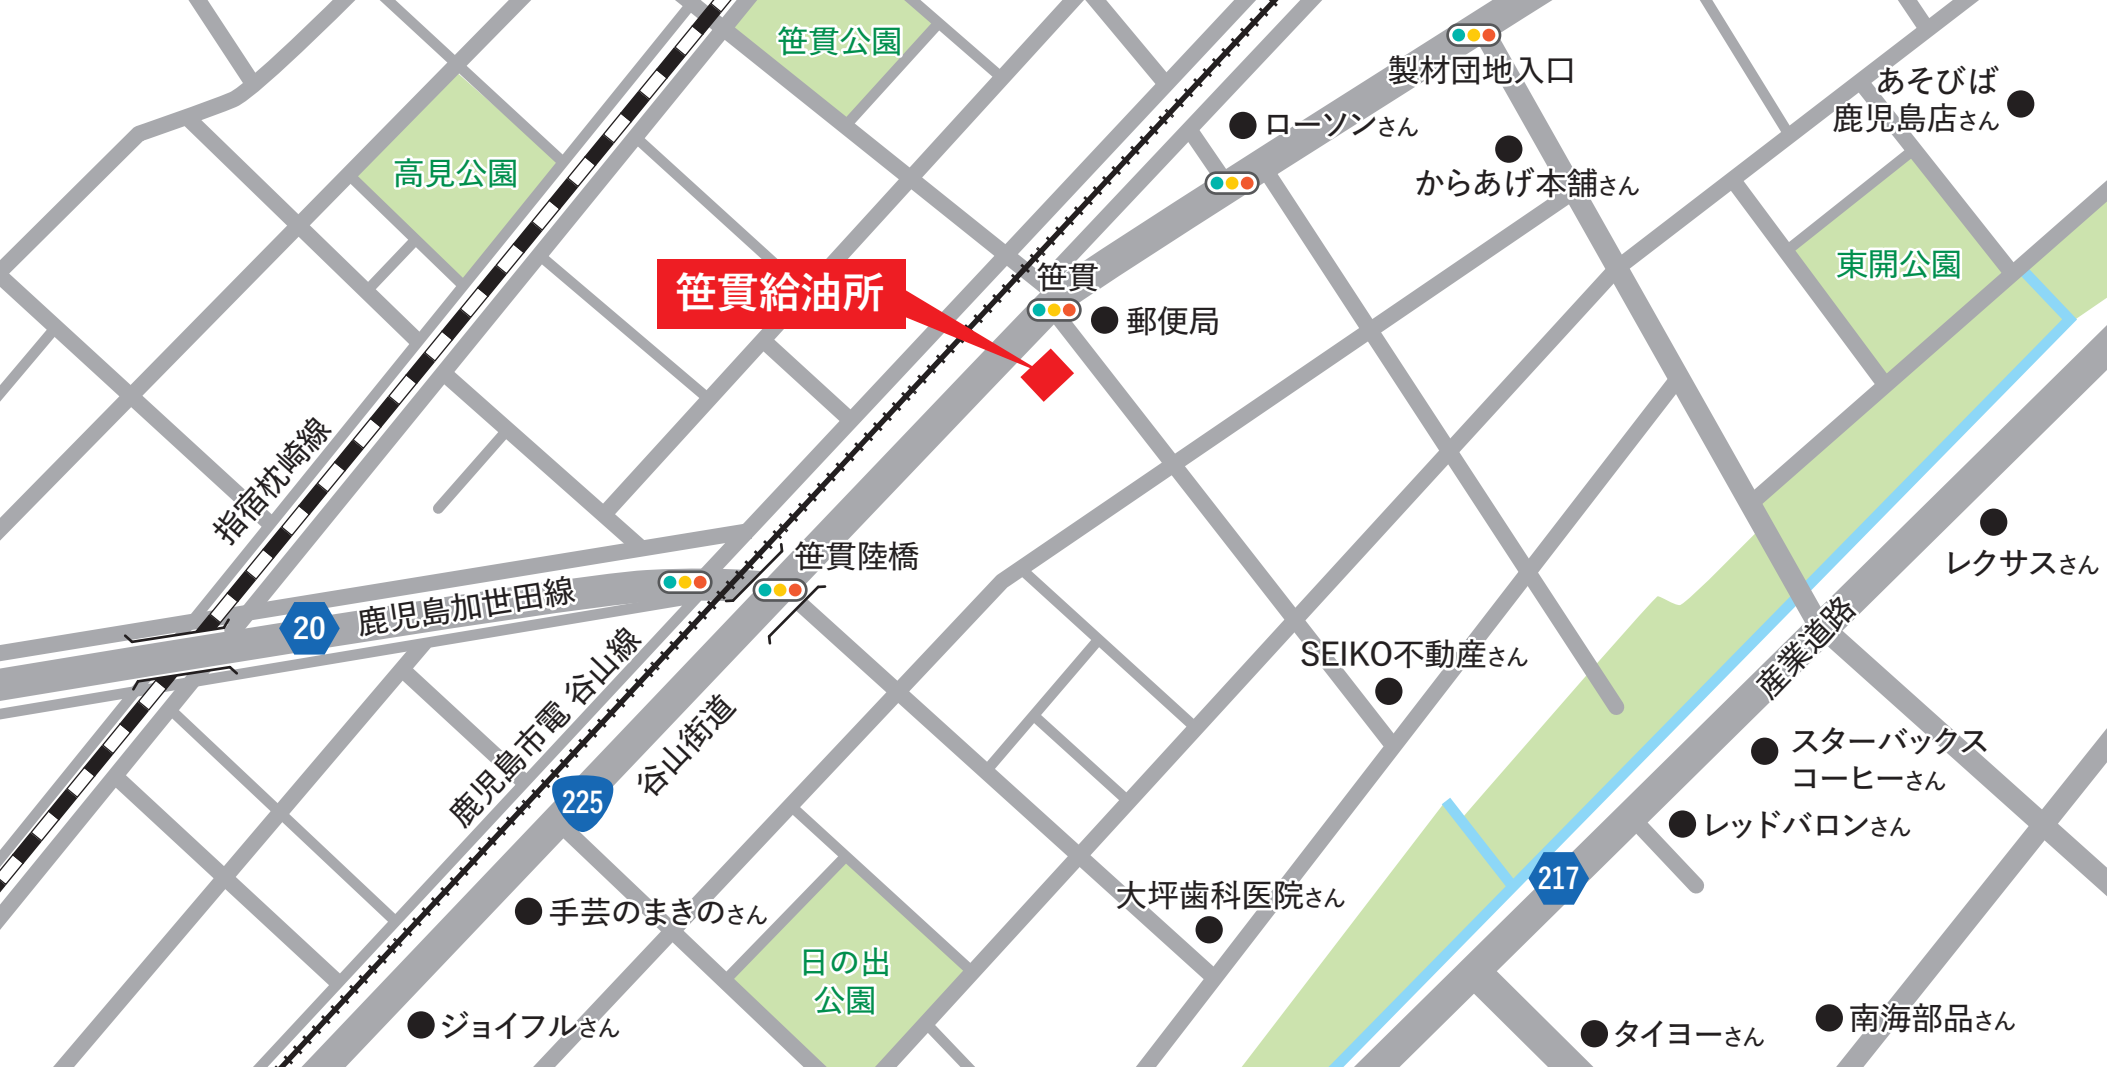 笹貫公園
製材団地入口
あそびば
鹿児島店さん
ローソンさん
高見公園
からあげ本舗さん
東開公園
笹貫
笹貫給油所
郵便局
指宿枕崎線
レクサスさん
笹貫陸橋
20
鹿児島加世田線
鹿児島市電 谷山線
SEIKO不動産さん
産業道路
谷山街道
スターバックス
コーヒーさん
225
レッドバロンさん
217
大坪歯科医院さん
手芸のまきのさん
日の出
公園
ジョイフルさん
タイヨーさん
南海部品さん